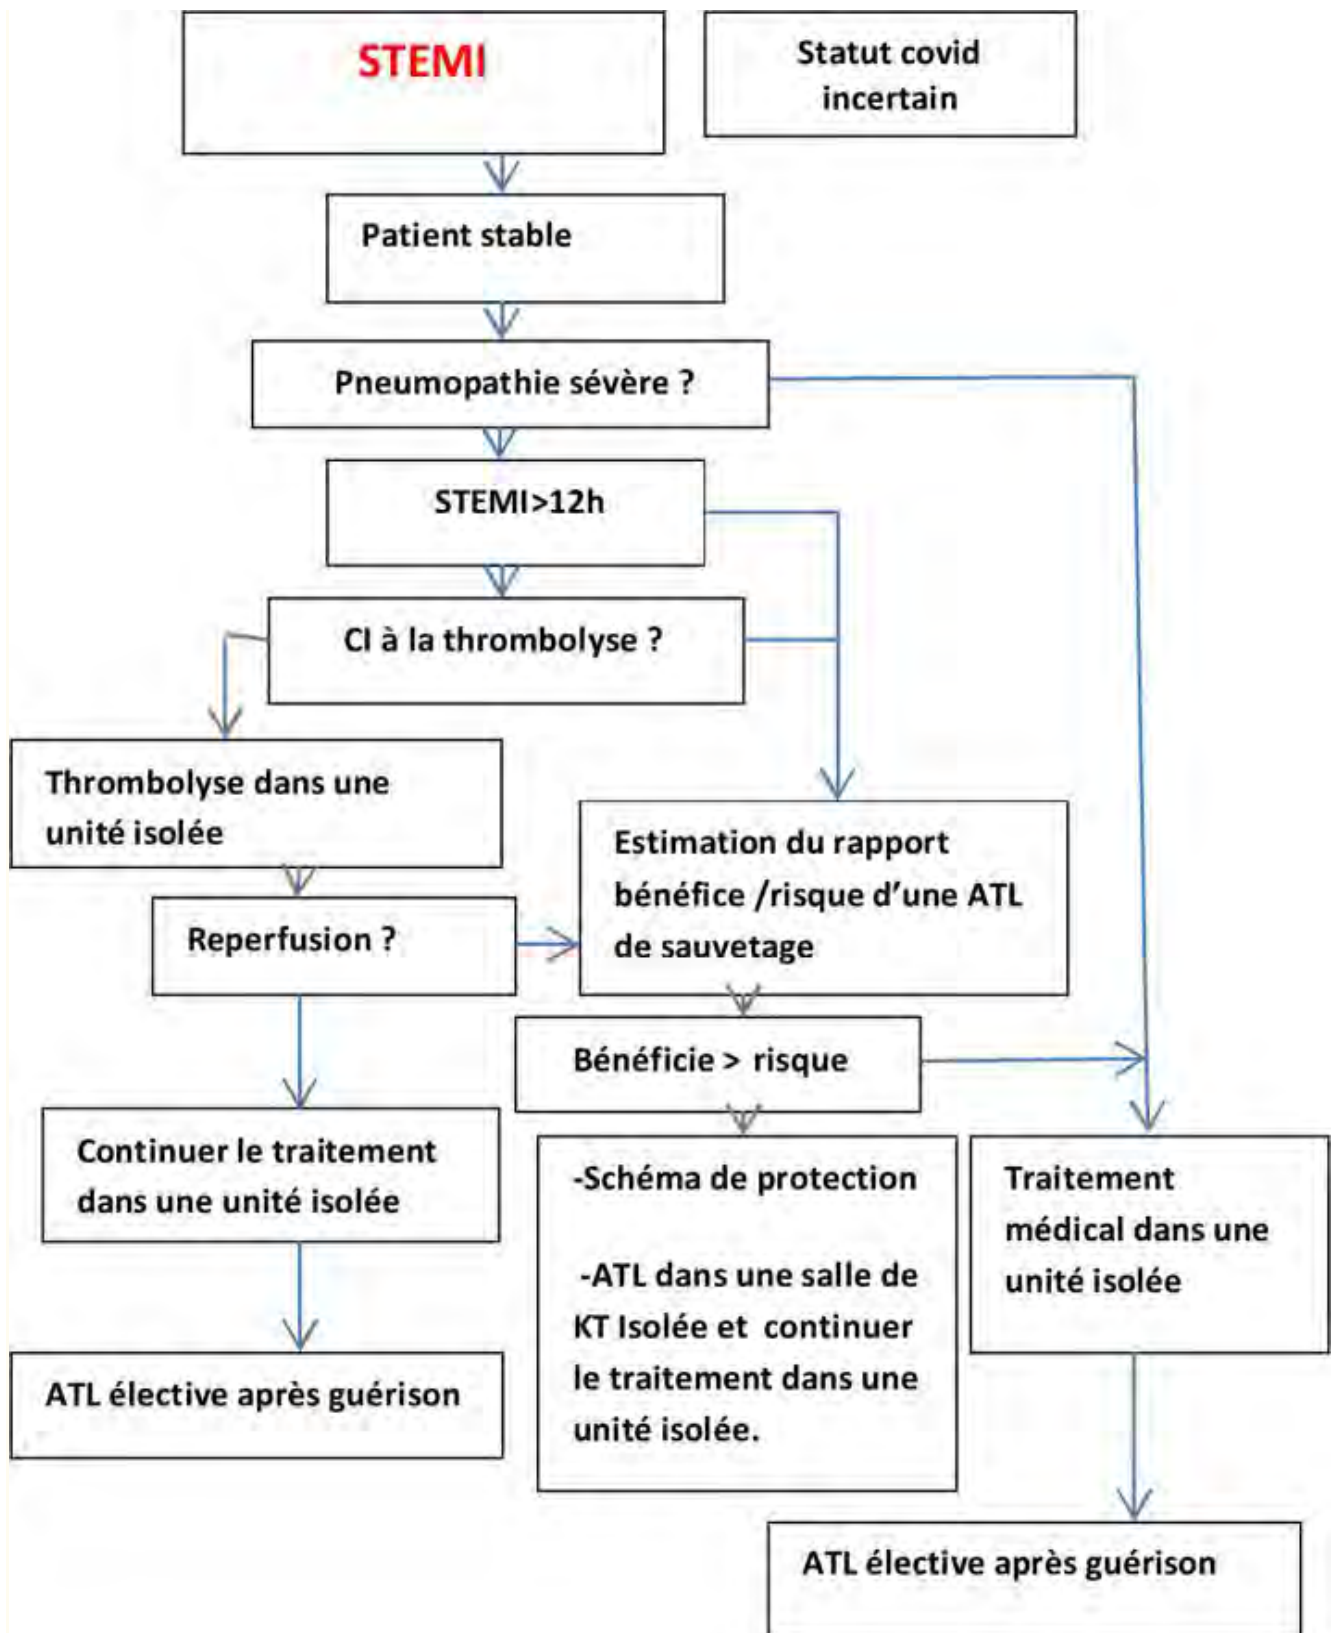 STEMI
Statut covid
incertain
Patient stable
Pneumopathie sévère ?
STEMI>12h
CI à la thrombolyse ?
Thrombolyse dans une
unité isolée
Estimation du rapport
bénéfice /risque d'une ATL
de sauvetage
Reperfusion ?
Bénéficie > risque
Continuer le traitement
dans une unité isolée
-Schéma de protection
-ATL dans une salle de
KT Isolée et continuer
le traitement dans une
unité isolée.
Traitement
médical dans une
unité isolée
ATL élective après guérison
ATL élective après guérison